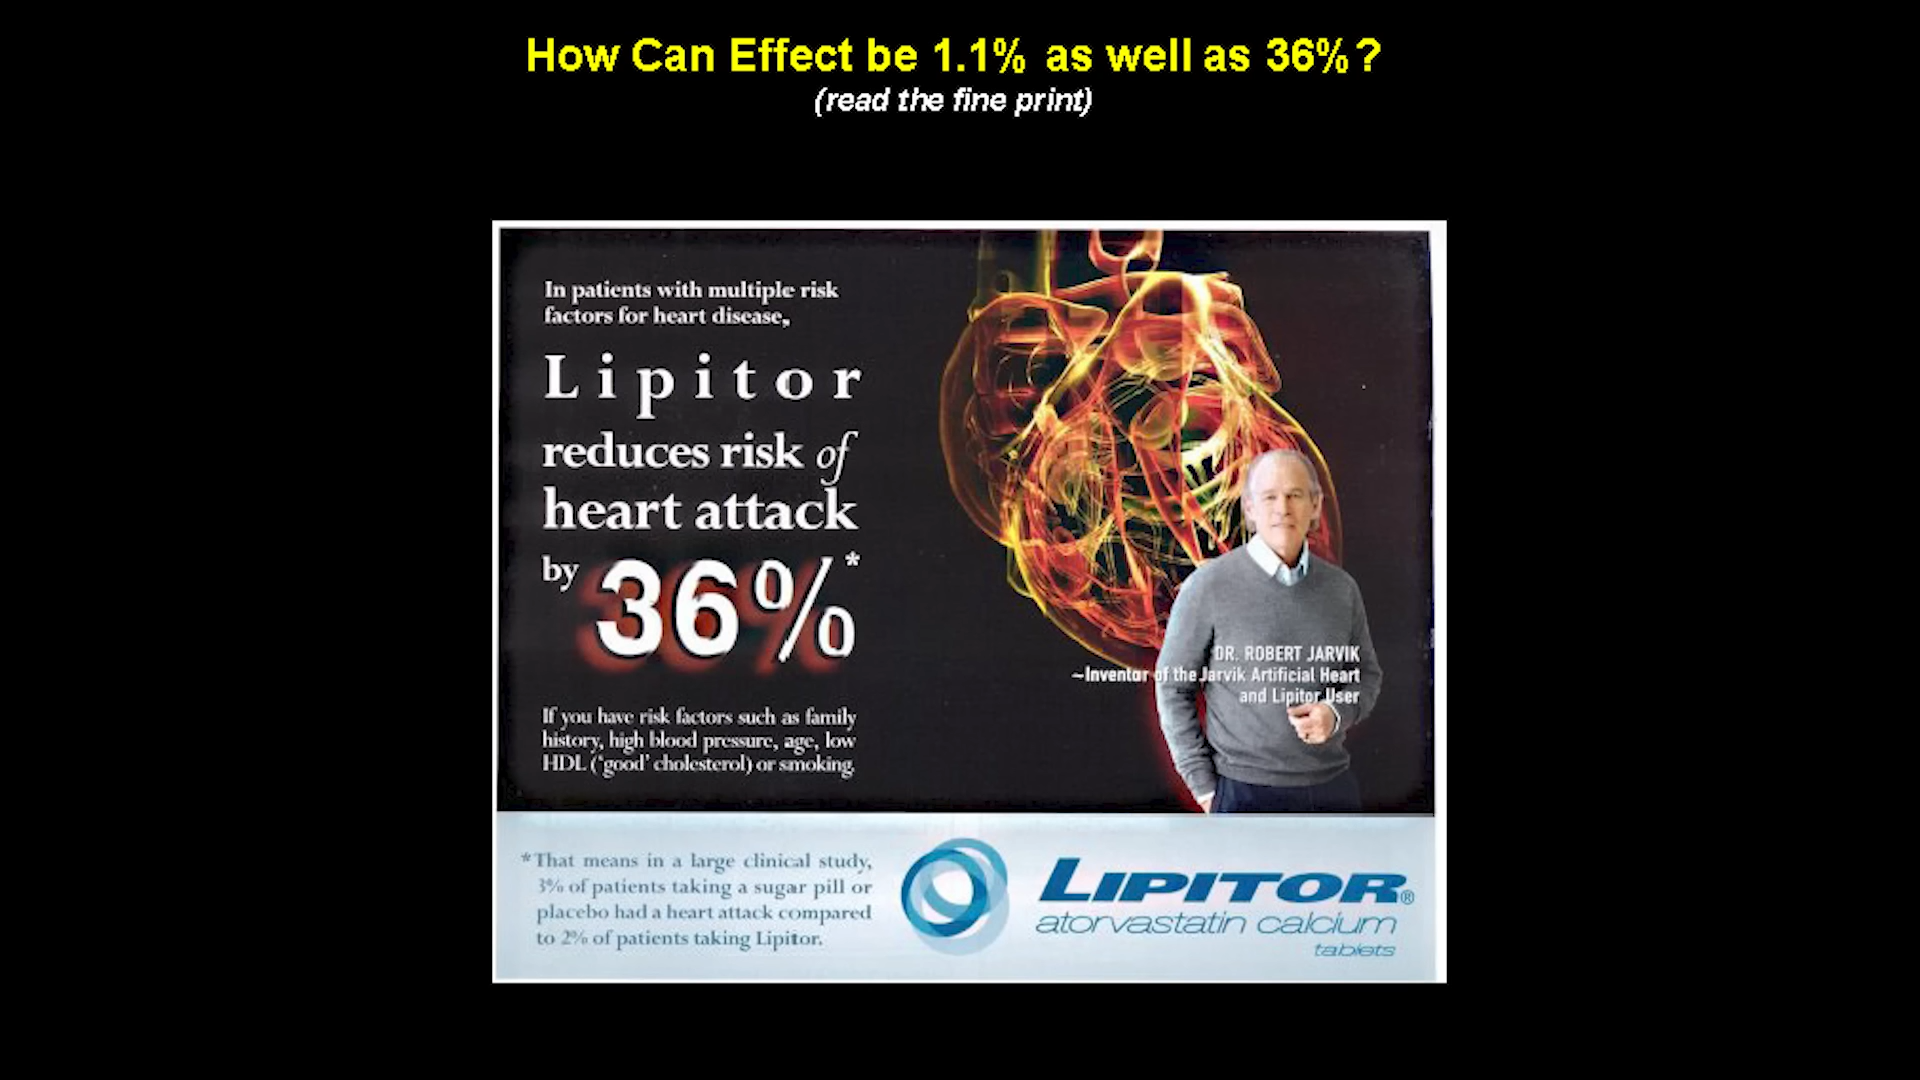 How Can Effect be 1.1% as well as 36%?
(read the fine print)
In patients with multiple risk
factors for heart disease,
Lipitor
reduces risk of
heart attack
by 36%*
DR. ROBERT JARVIK
~Inventor of the Jarvik Artificial Heart
and Lipitor User
If you have risk factors such as family
history, high blood pressure, age, low
HDL ('good' cholesterol) or smoking.
*That means in a large clinical study,
3% of patients taking a sugar pill or
placebo had a heart attack compared
to 2% of patients taking Lipitor.
LIPITOR®
atorvastatin calcium
tablets